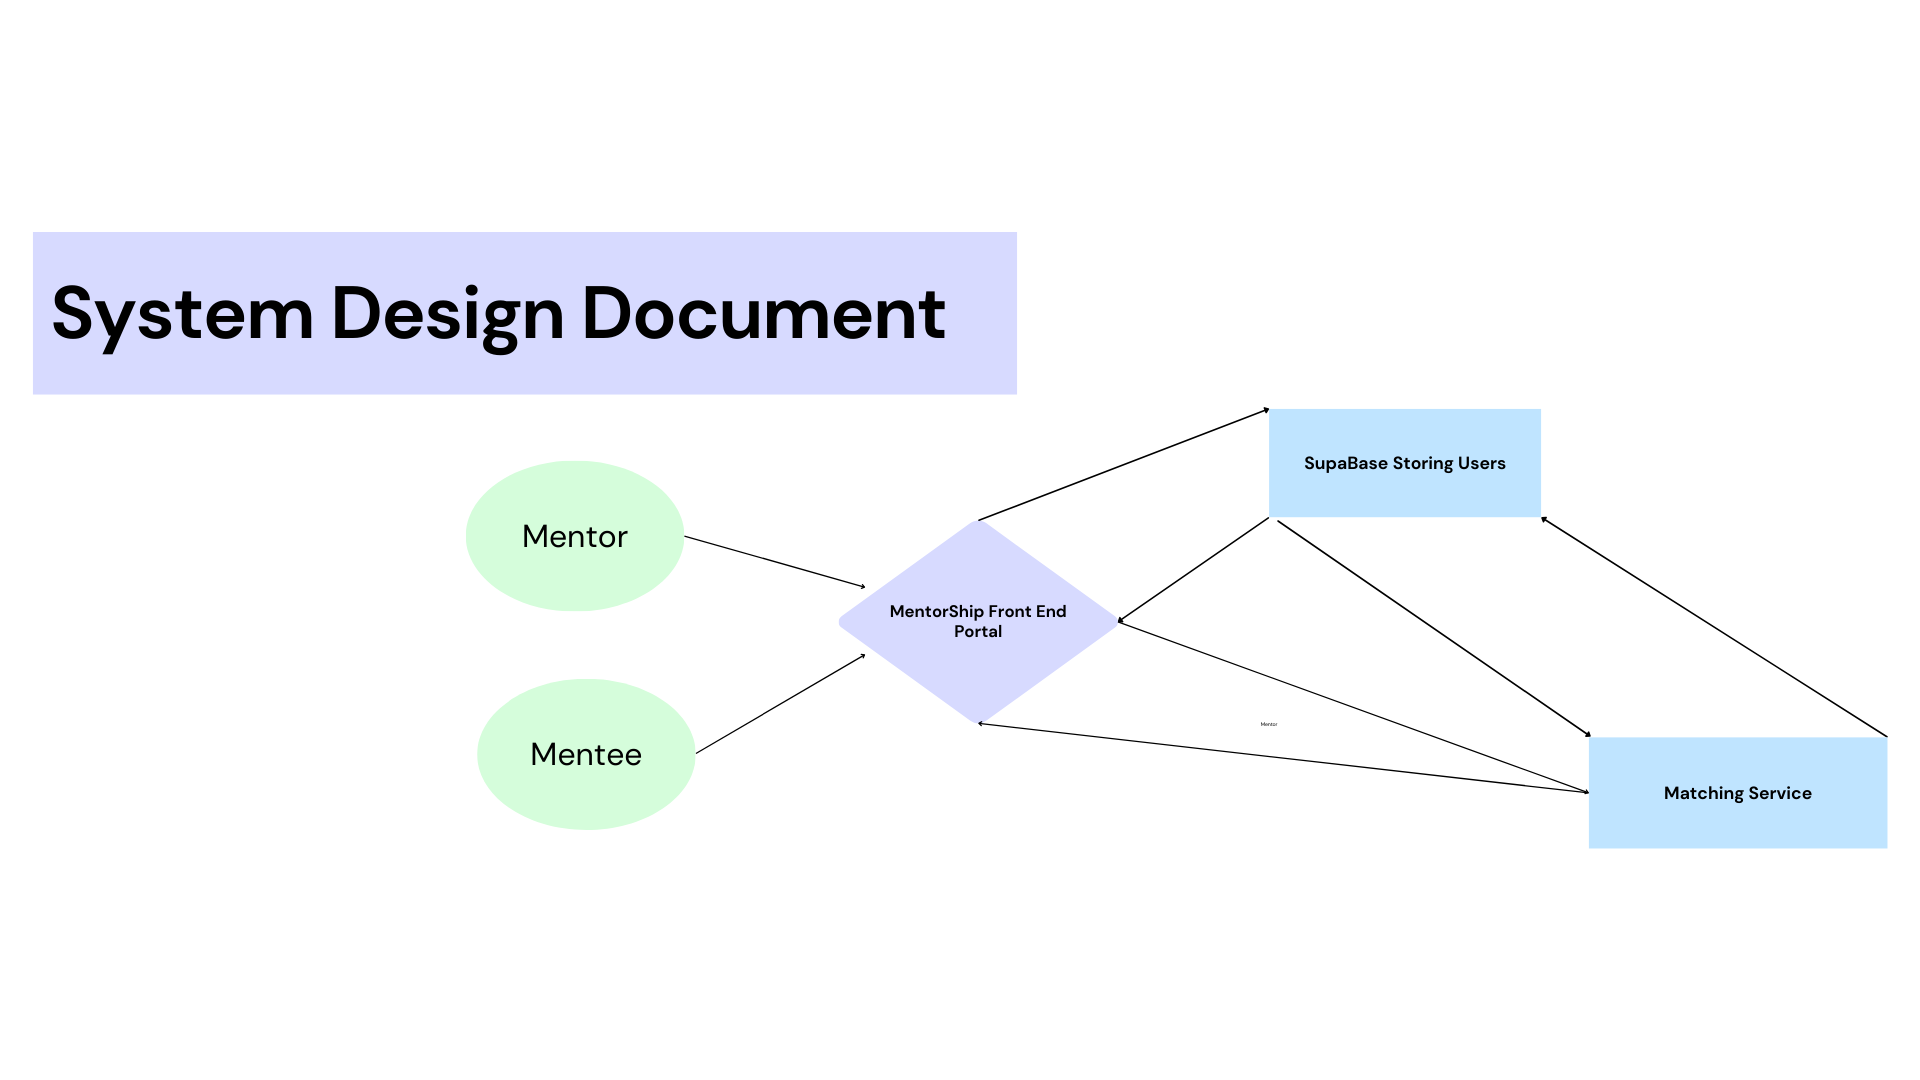 System Design Document
SupaBase Storing Users
Mentor
MentorShip Front End
Portal
Mentor
Mentee
Matching Service